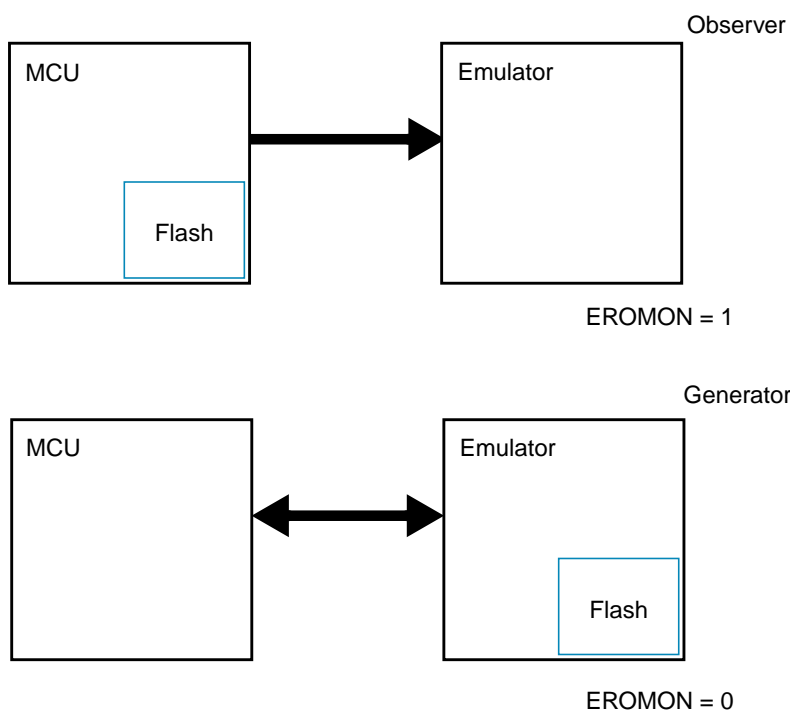 Observer
MCU
Emulator
Flash
EROMON = 1
Generator
MCU
Emulator
Flash
EROMON = 0